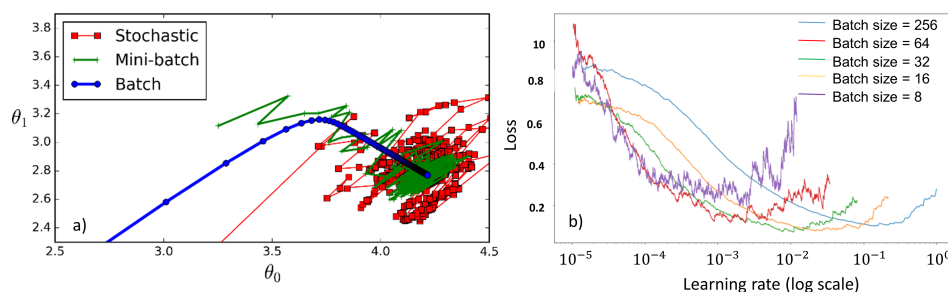 3.8
3.6
3.4
3.2
3.0
2.8
2.6
2.4
θ1
Stochastic
Mini-batch
Batch
a)
2.5
3.0
3.5
4.0
4.5
θ0
10
0.8
0.6
0.4
0.2
Loss
Batch size = 256
Batch size = 64
Batch size = 32
Batch size = 16
Batch size = 8
b)
10⁻⁵
10⁻⁴
10⁻³
10⁻²
10⁻¹
10⁰
Learning rate (log scale)